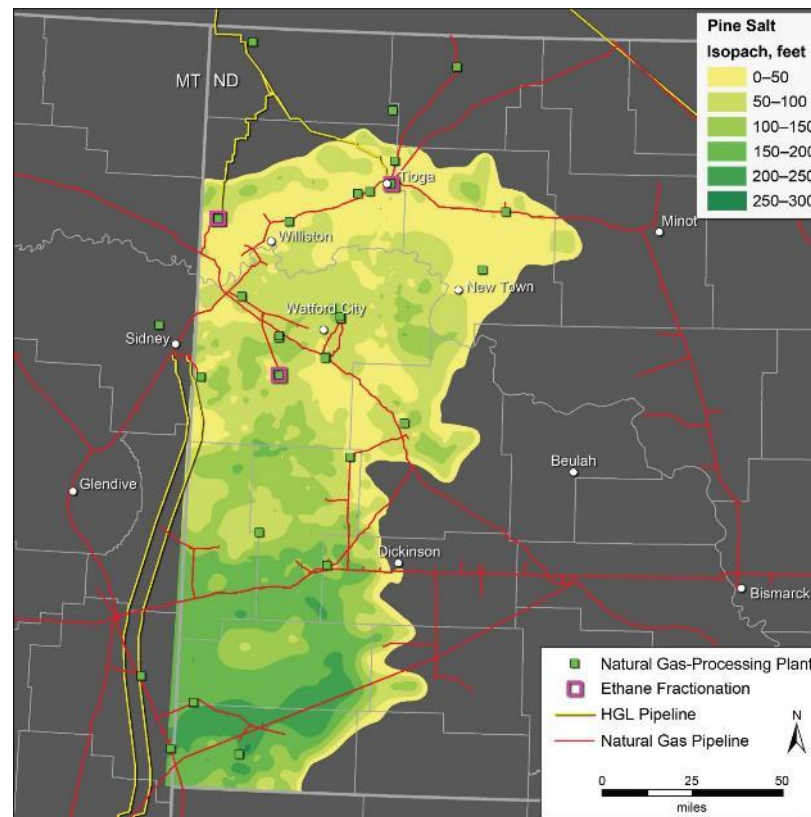 Pine Salt
Isopach, feet
0–50
50–100
100–150
150–200
200–250
250–300
MT
ND
Tioga
Minot
Williston
New Town
Watford City
Sidney
Beulah
Glendive
Dickinson
Bismarck
Natural Gas-Processing Plant
Ethane Fractionation
HGL Pipeline
Natural Gas Pipeline
N
0 25 50
miles